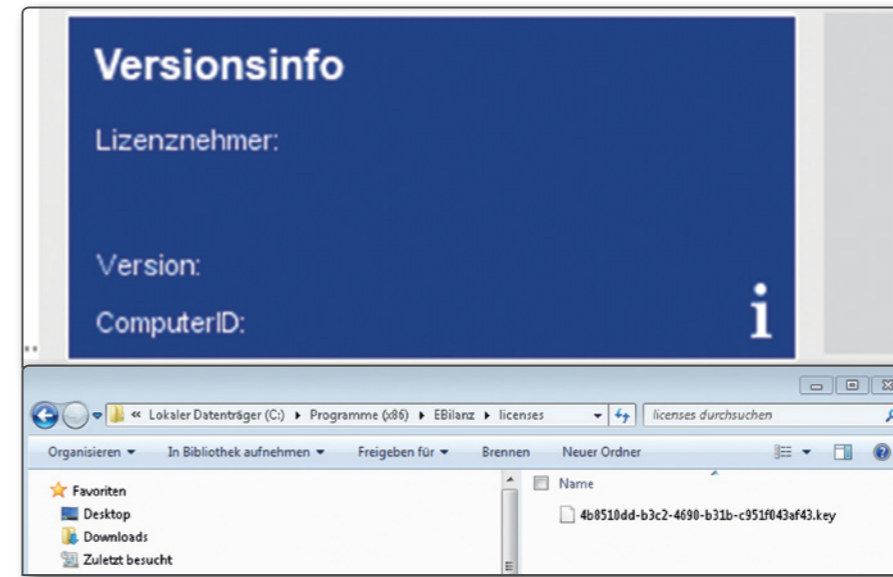 Versionsinfo
Lizenznehmer:
Version:
ComputerID:
« Lokaler Datenträger (C:) Programme (x86) EBilanz licenses licenses durchsuchen
Organisieren In Bibliothek aufnehmen Freigeben für Brennen Neuer Ordner
Favoriten
Desktop
Downloads
Zuletzt besucht
Name
4b8510dd-b3c2-4690-b31b-c951f043af43.key